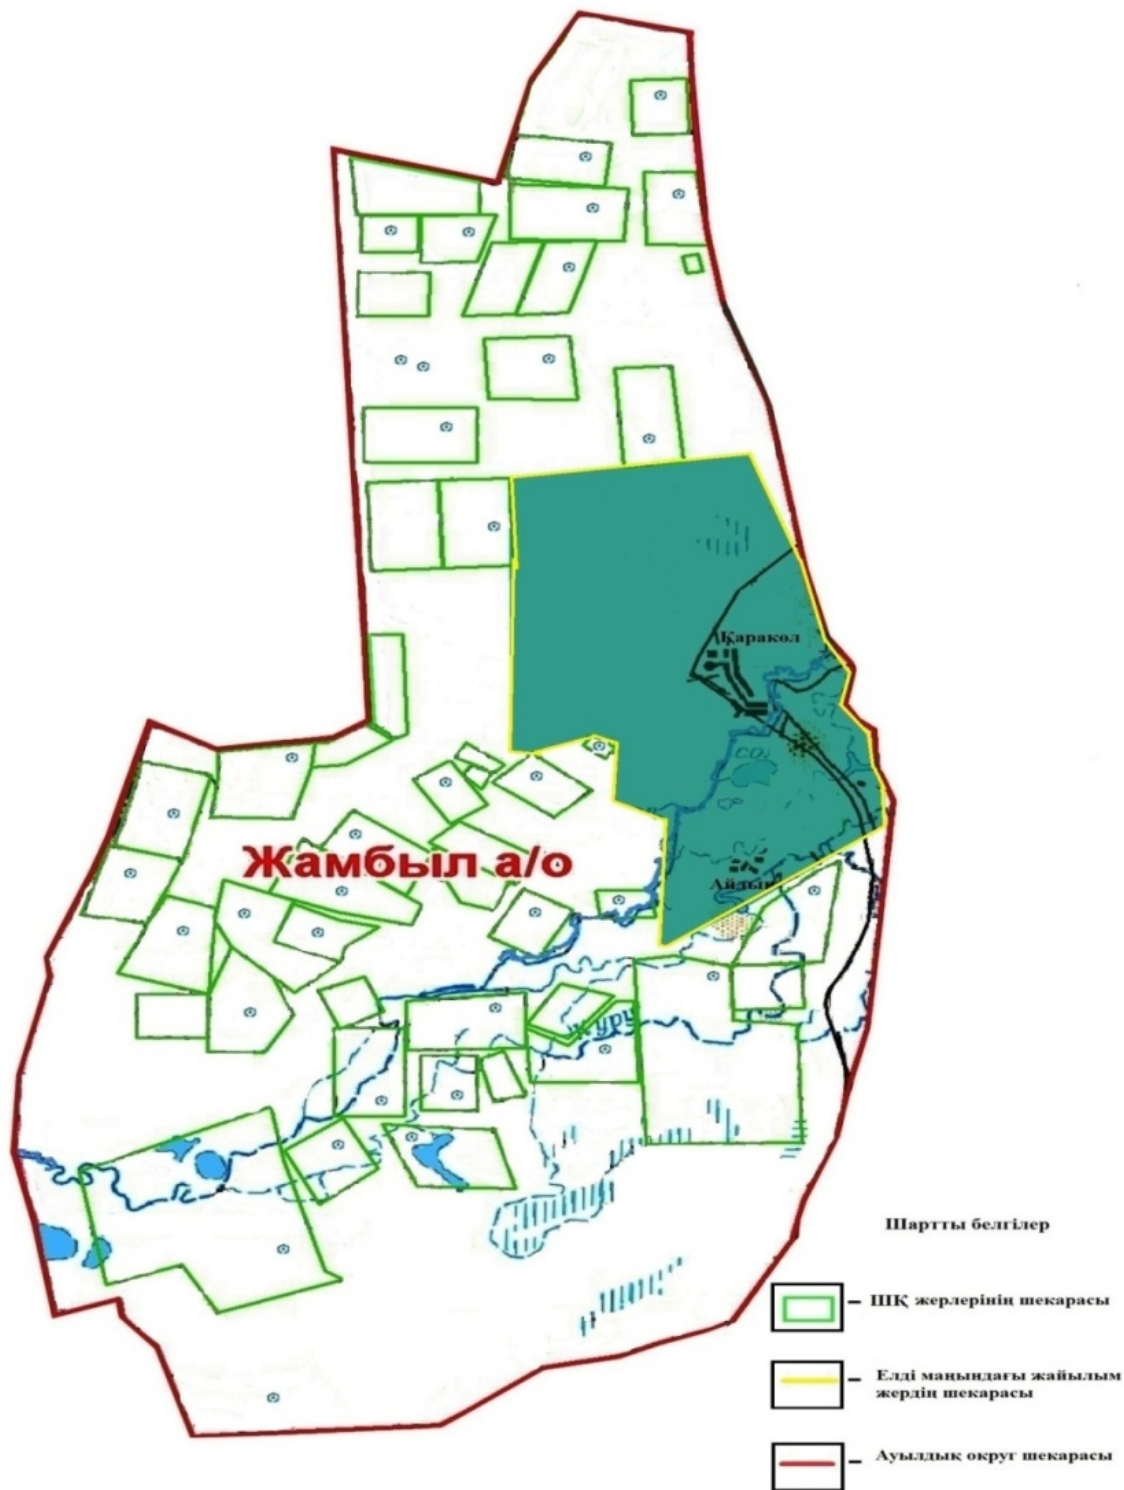 Қаракол
Жамбыл а/о
Шартты белгілер
ШҚ жерлерінің шекарасы
Елді маңындағы жайылым
жердің шекарасы
Ауылдық округ шекарасы